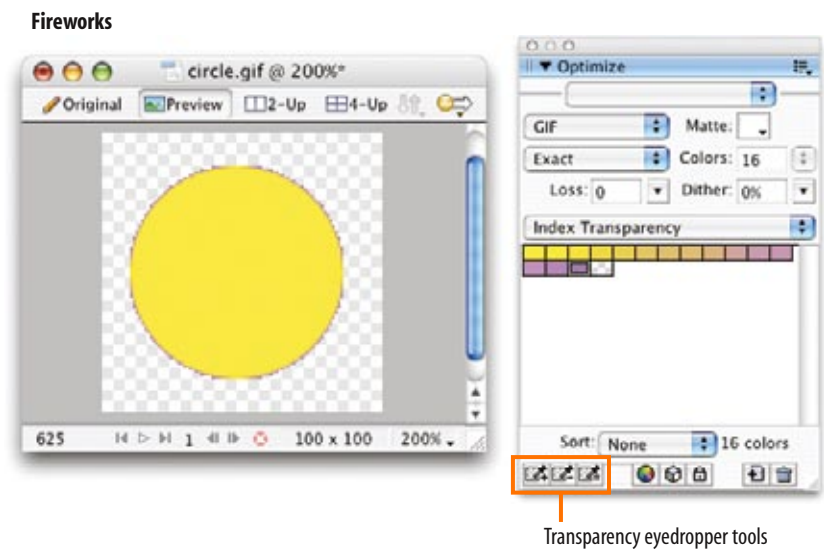 Fireworks
circle.gif @ 200%*
Original Preview 2-Up 4-Up
625 1 100 x 100 200%
Optimize
GIF Matte:
Exact Colors: 16
Loss: 0 Dither: 0%
Index Transparency
Sort: None 16 colors
Transparency eyedropper tools